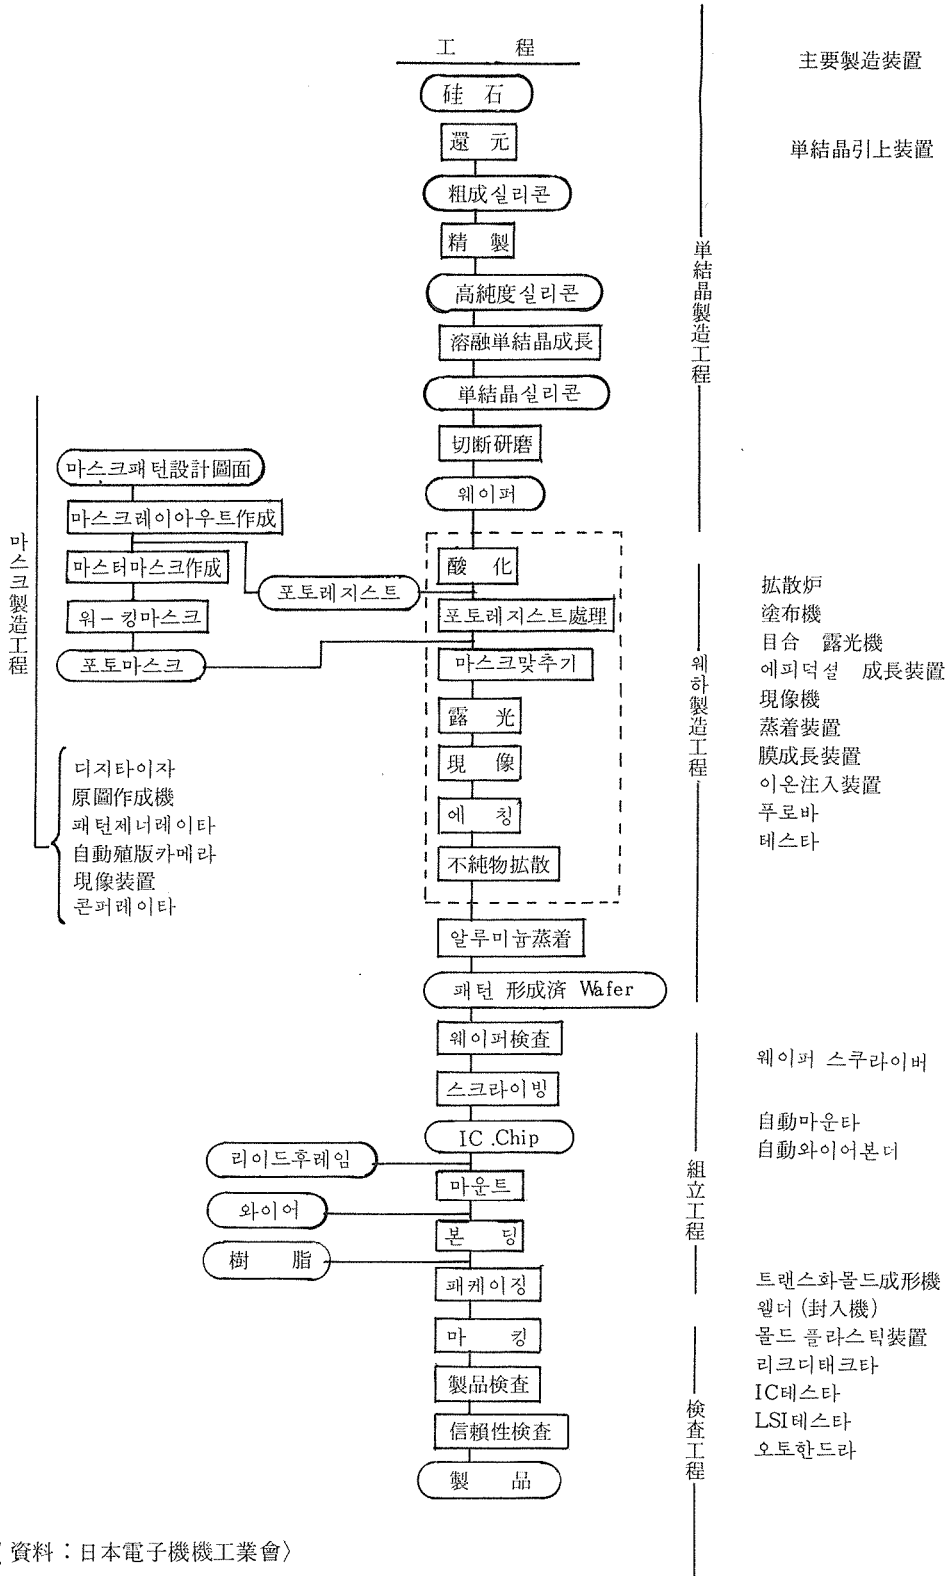 工 程
主要製造装置
硅 石
還 元
単結晶引上装置
粗成실리콘
精 製
高純度실리콘
溶融単結晶成長
単結晶실리콘
切断研磨
웨이퍼
単結晶製造工程
마스크패턴設計圖面
마스크레이아우트作成
마스터마스크作成
워-킹마스크
포토마스크
포토레지스트
마스크製造工程
디지타이자
原圖作成機
패턴제너레이타
自動殖版카메라
現像装置
콘퍼레이타
酸 化
포토레지스트處理
마스크맞추기
露 光
現 像
에 칭
不純物拡散
알루미늄蒸着
패턴 形成済 Wafer
웨하製造工程
拡散炉
塗布機
目合 露光機
에피덕설 成長装置
現像機
蒸着装置
膜成長装置
이온注入装置
푸로바
테스타
웨이퍼検査
스크라이빙
IC.Chip
리이드후레임
마운트
와이어
본 딩
樹 脂
패케이징
組立工程
웨이퍼 스쿠라이버
自動마운타
自動와이어본더
마 킹
製品検査
信頼性検査
製 品
検査工程
트랜스화몰드成形機
웰더 (封入機)
몰드 플라스틱装置
리크디태크타
IC테스타
LSI테스타
오토한드라
〈資料：日本電子機機工業會〉